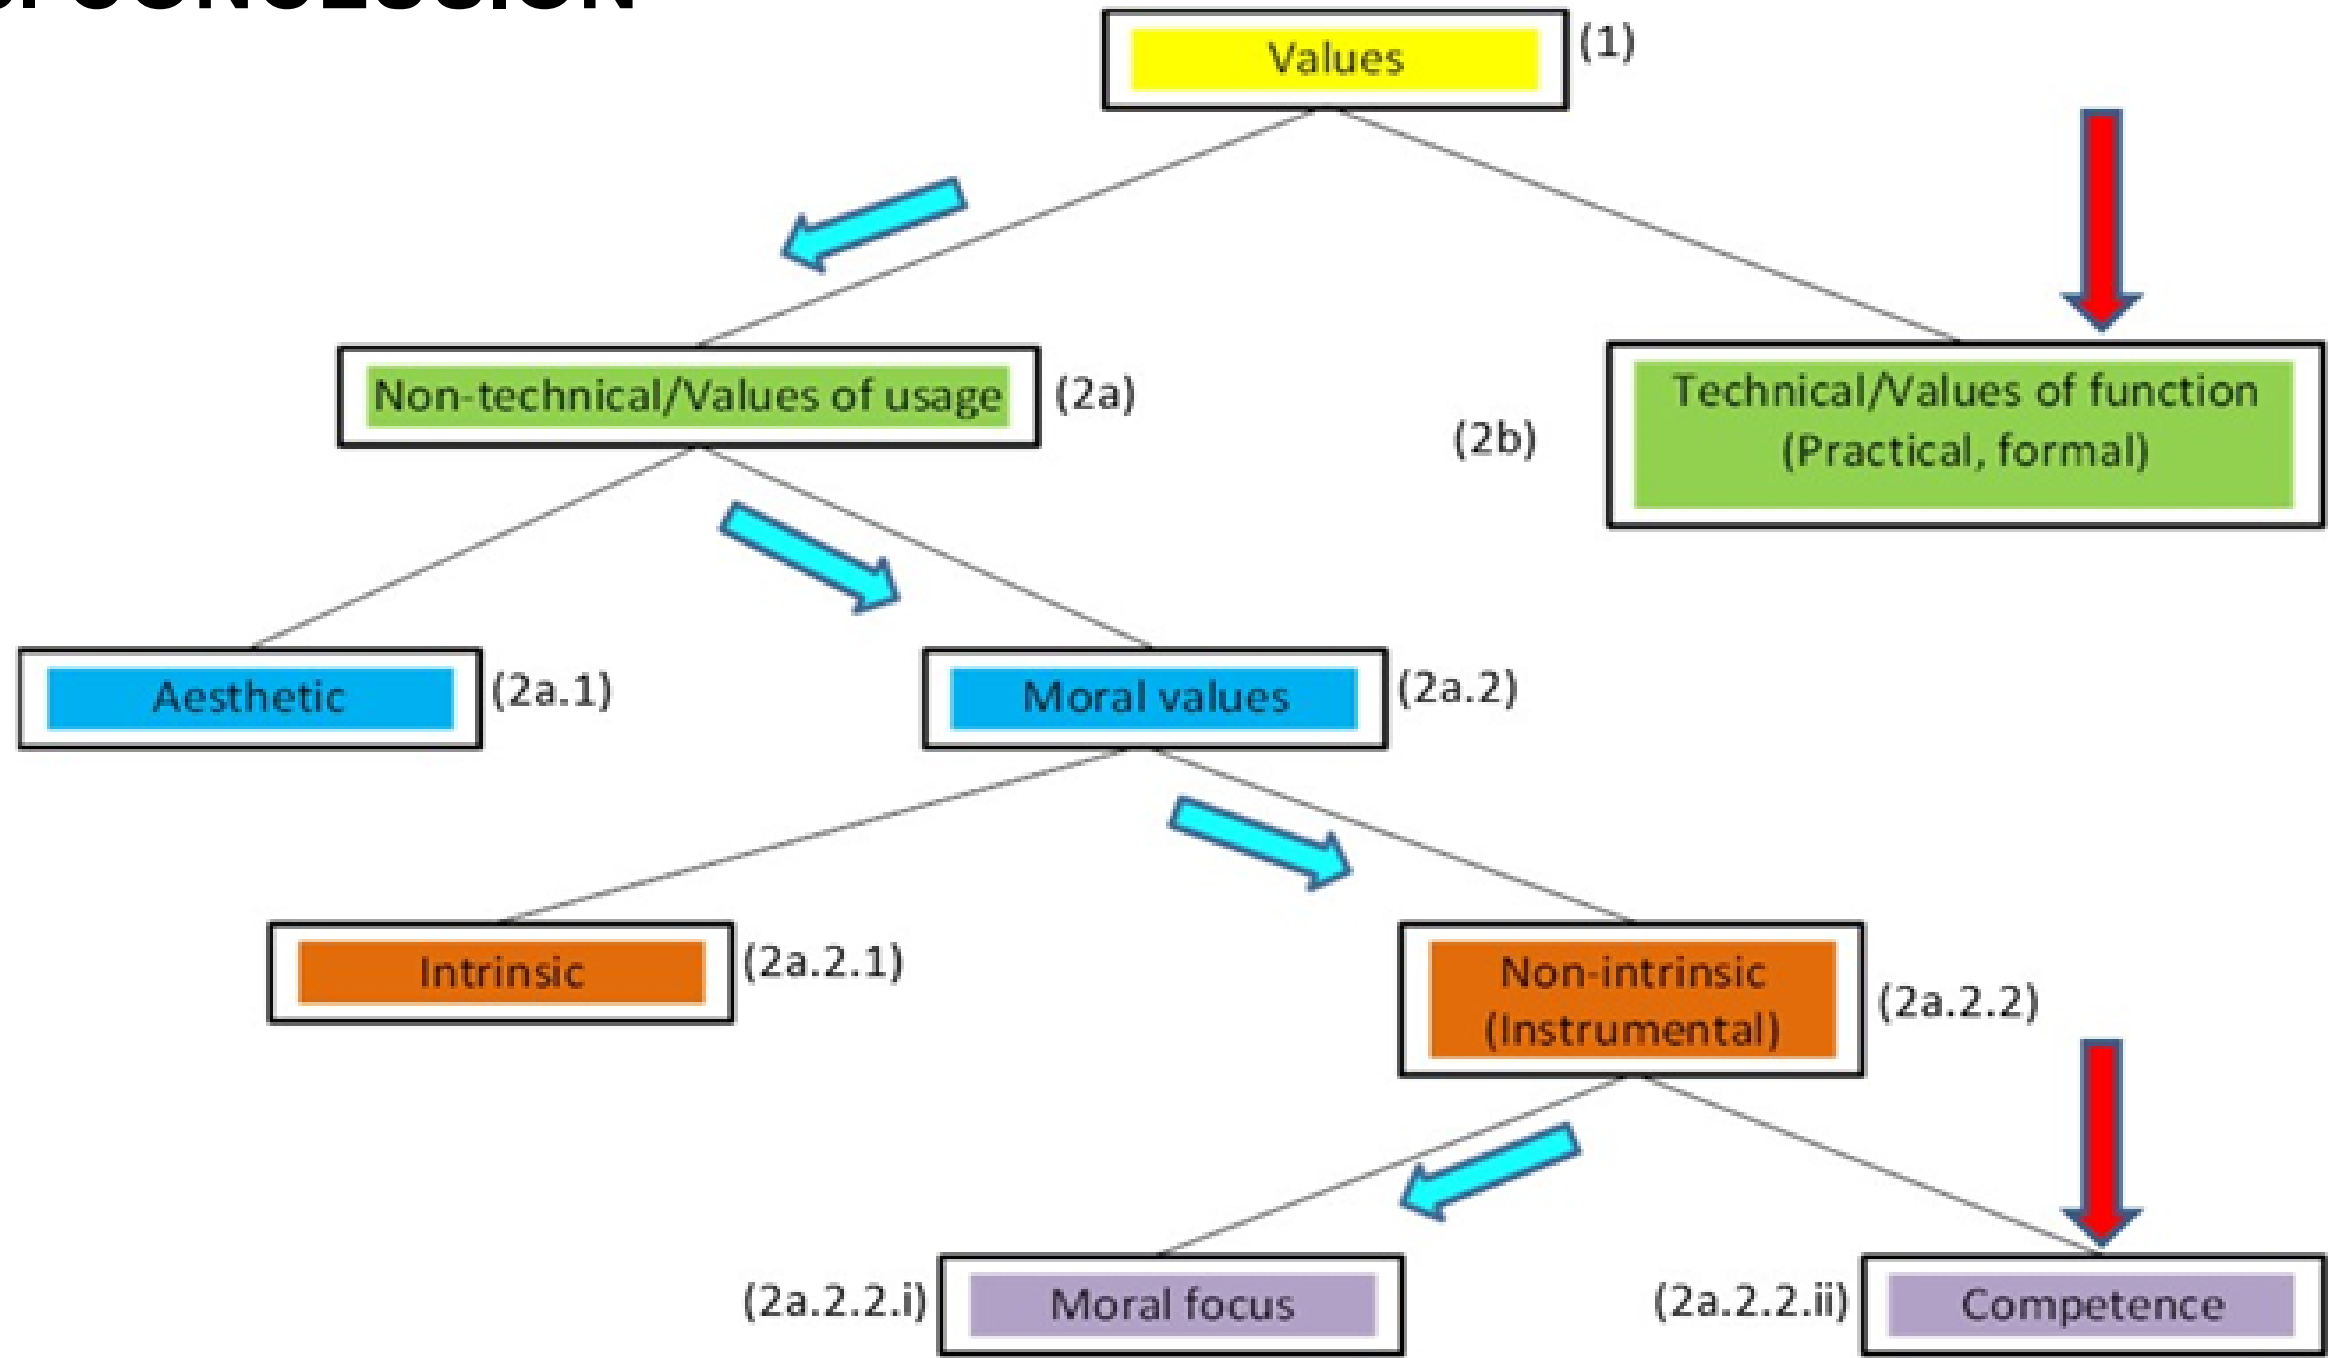 CONCLUSION
Values
(1)
Non-technical/Values of usage
(2a)
(2b)
Technical/Values of function
(Practical, formal)
Aesthetic
(2a.1)
Moral values
(2a.2)
Intrinsic
(2a.2.1)
Non-intrinsic
(Instrumental)
(2a.2.2)
(2a.2.2.i)
Moral focus
(2a.2.2.ii)
Competence